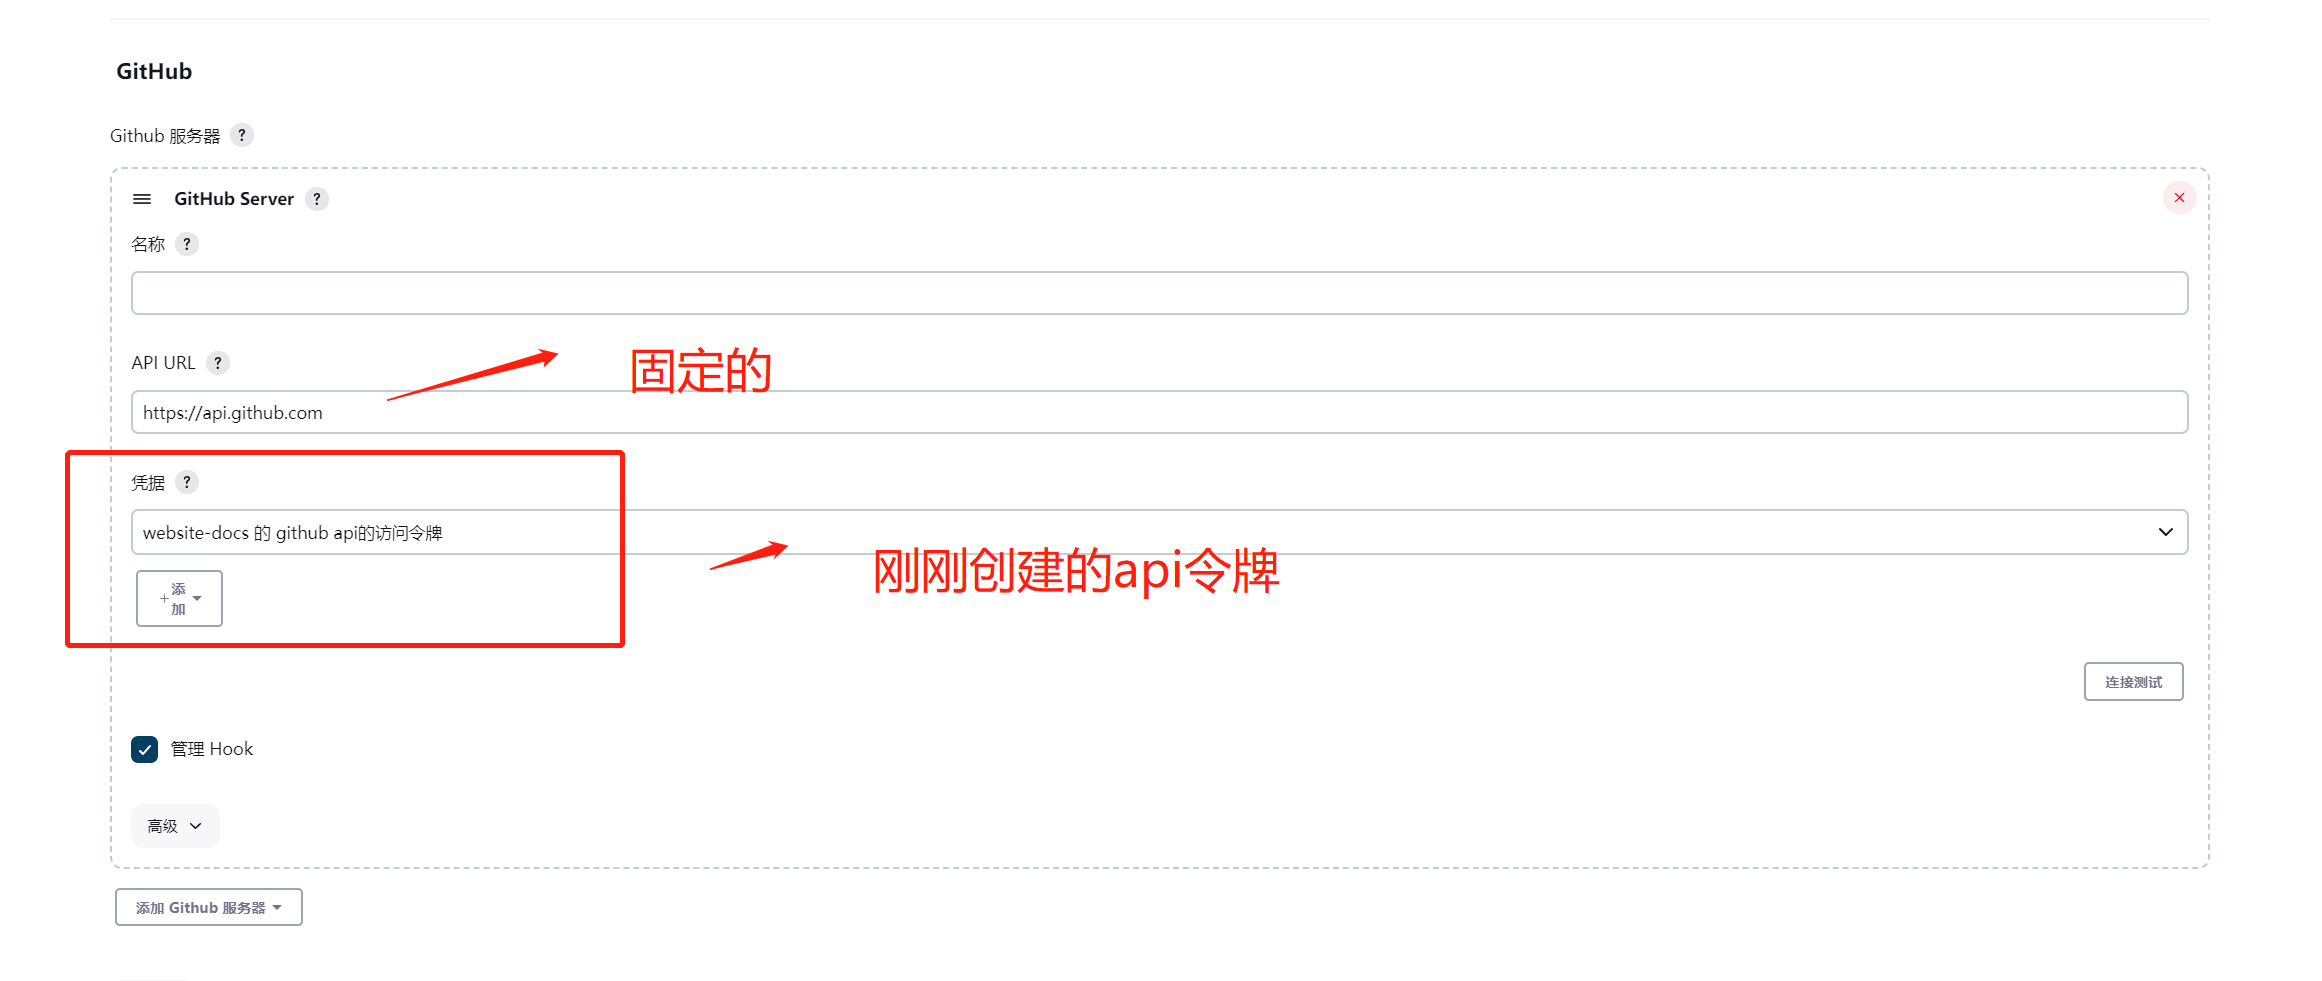 GitHub
Github 服务器 ?
GitHub Server ?
名称 ?
API URL ?
固定的
https://api.github.com
凭据 ?
website-docs 的 github api的访问令牌
刚刚创建的api令牌
+添
加
连接测试
管理 Hook
高级
添加 Github 服务器